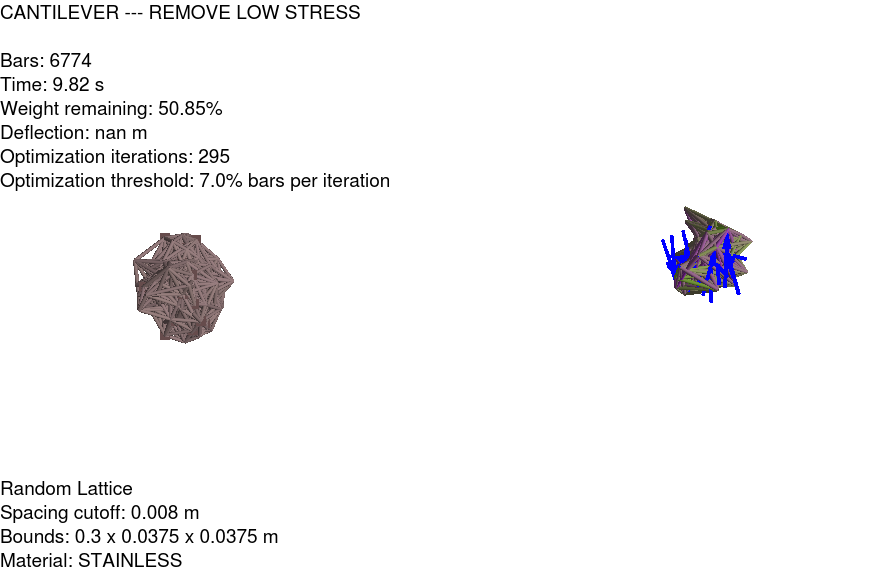 CANTILEVER --- REMOVE LOW STRESS
Bars: 6774
Time: 9.82 s
Weight remaining: 50.85%
Deflection: nan m
Optimization iterations: 295
Optimization threshold: 7.0% bars per iteration
Random Lattice
Spacing cutoff: 0.008 m
Bounds: 0.3 x 0.0375 x 0.0375 m
Material: STAINLESS